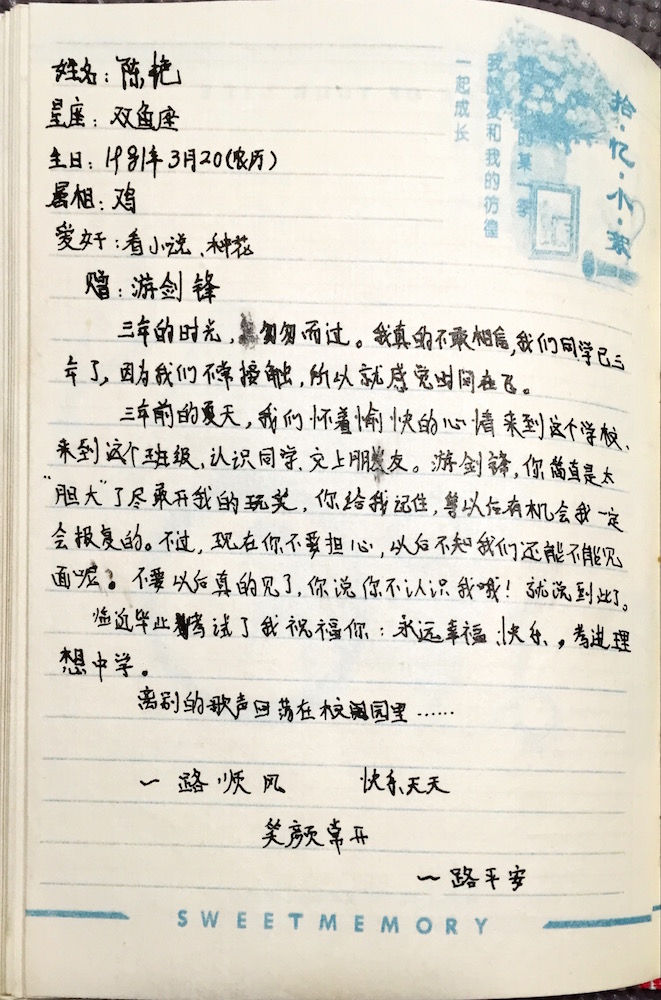 姓名：陈艳
星座：双鱼座
生日：1981年3月20(农历)
属相：鸡
爱好：看小说、种花
赠：游剑锋
三年的时光，匆匆而过。我真的不敢相信，我们同学已三
年了，因为我们不常接触，所以就感觉时间在飞。
三年前的夏天，我们怀着愉快的心情来到这个学校、
来到这个班级、认识同学、交上朋友。游剑锋，你简直是太
“胆大”了尽敢开我的玩笑，你给我记住，等以后有机会我一定
会报复的。不过，现在你不要担心，以后不知我们还能不能见
面呢。不要以后真的见了，你说你不认识我哦！就说到此了。
临近毕业考试了我祝福你：永远幸福、快乐。考进理
想中学。
离别的歌声回荡在校园里……
一路顺风 快乐天天
笑颜常开
一路平安
拾·忆·小·家
的某一季
我的爱和我的彷徨
一起成长
SWEETMEMORY